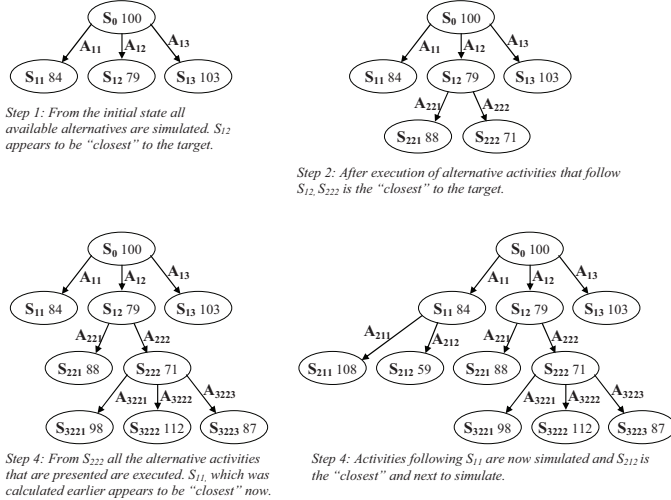 S0 100
A11 A12 A13
S11 84 S12 79 S13 103
Step 1: From the initial state all
available alternatives are simulated. S12
appears to be “closest” to the target.
S0 100
A11 A12 A13
S11 84 S12 79 S13 103
A221 A222
S221 88 S222 71
Step 2: After execution of alternative activities that follow
S12, S222 is the “closest” to the target.
S0 100
A11 A12 A13
S11 84 S12 79 S13 103
A221 A222
S221 88 S222 71
A3221 A3222 A3223
S3221 98 S3222 112 S3223 87
Step 4: From S222 all the alternative activities
that are presented are executed. S11, which was
calculated earlier appears to be “closest” now.
S0 100
A11 A12 A13
S11 84 S12 79 S13 103
A211 A212 A221 A222
S211 108 S212 59 S221 88 S222 71
A3221 A3222 A3223
S3221 98 S3222 112 S3223 87
Step 4: Activities following S11 are now simulated and S212 is
the “closest” and next to simulate.